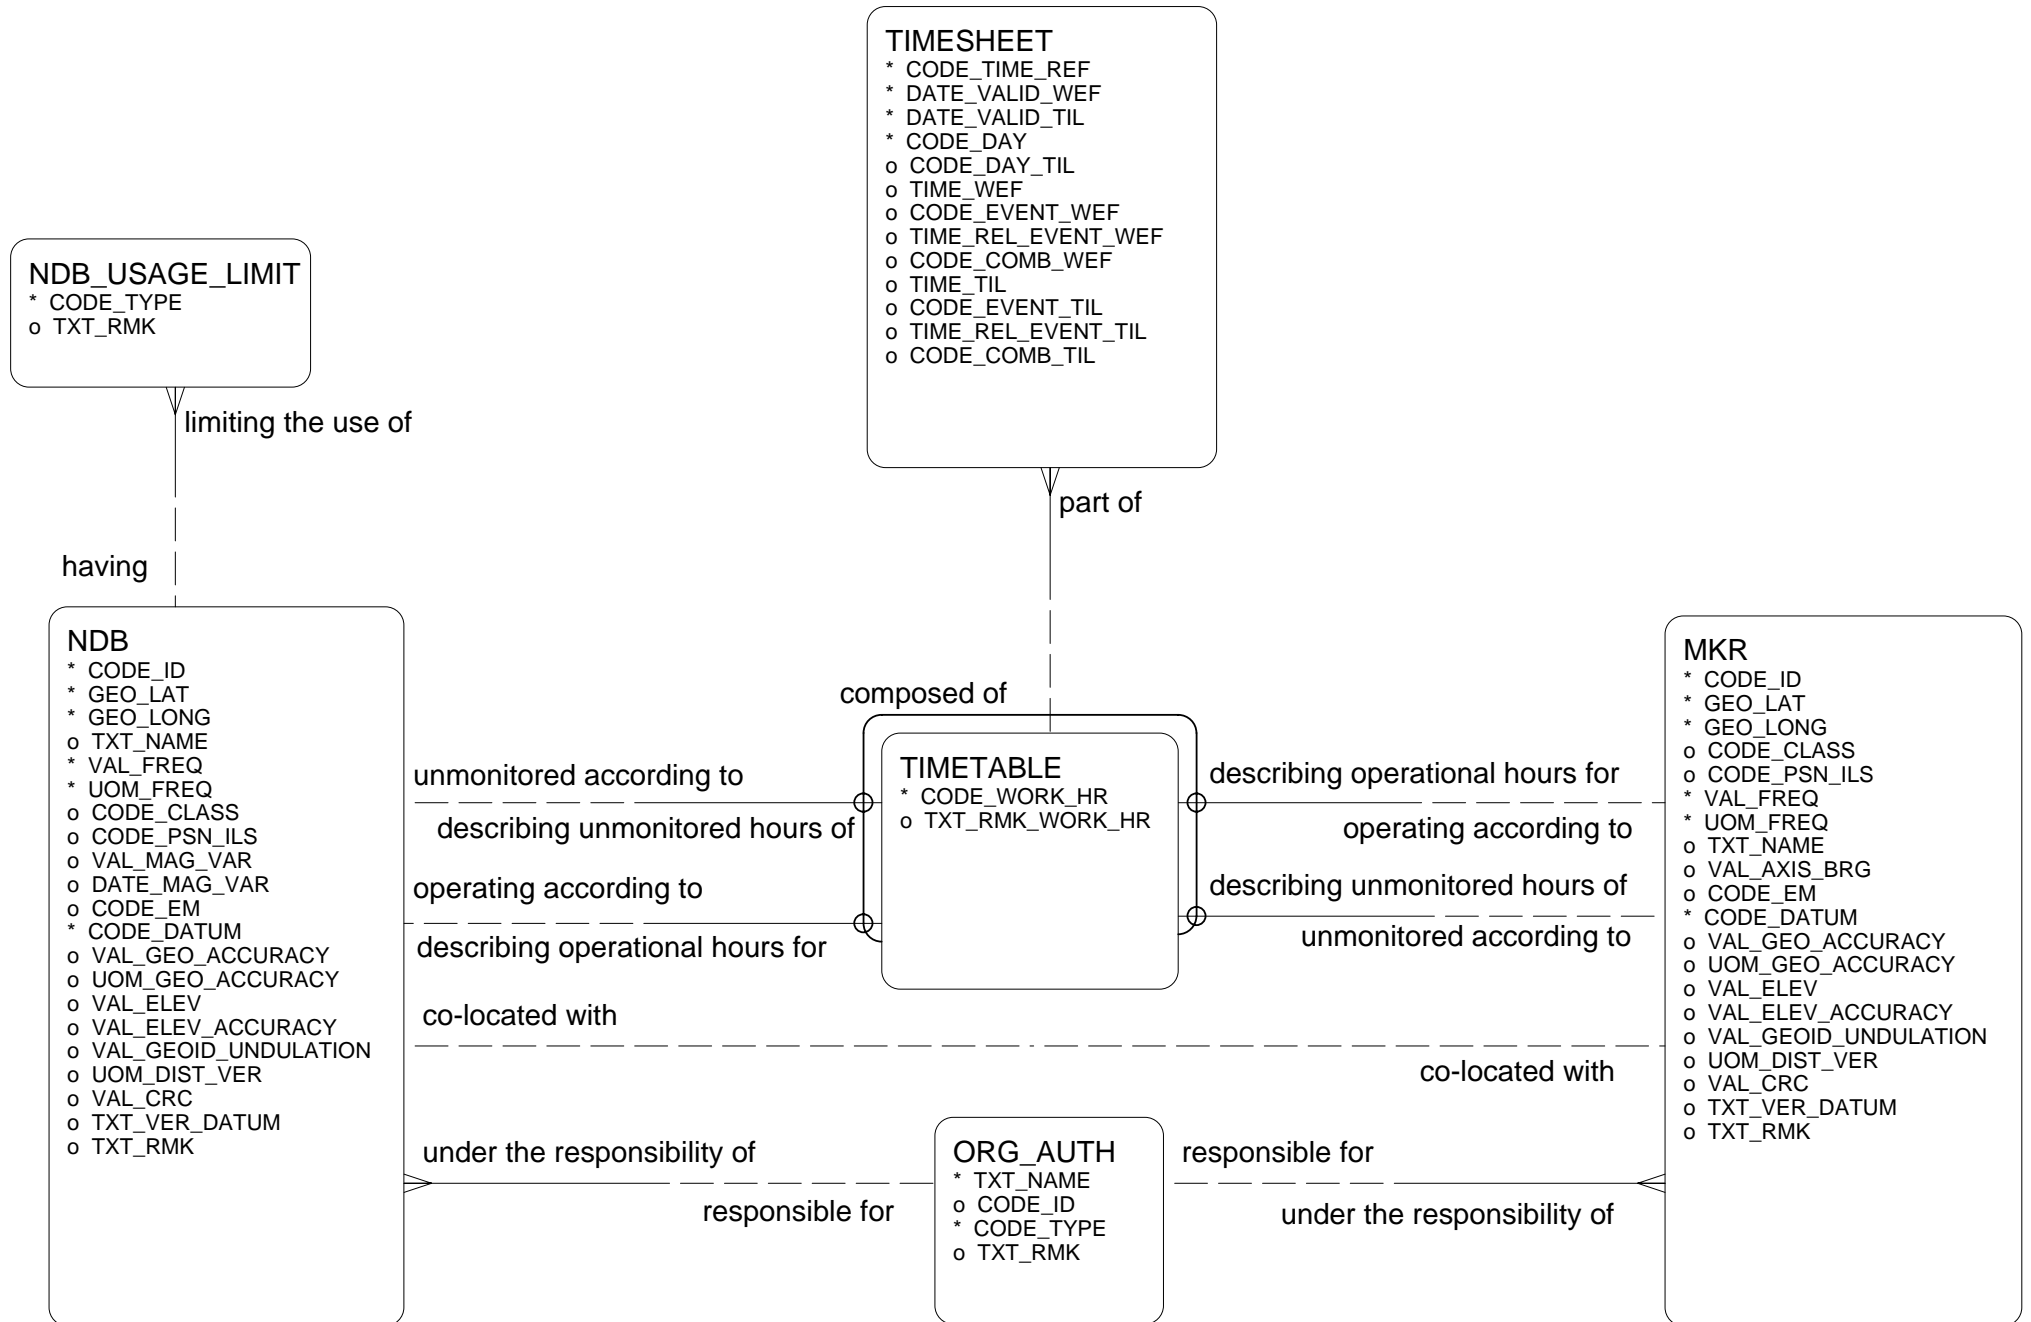 TIMESHEET
* CODE_TIME_REF
* DATE_VALID_WEF
* DATE_VALID_TIL
* CODE_DAY
o CODE_DAY_TIL
o TIME_WEF
o CODE_EVENT_WEF
o TIME_REL_EVENT_WEF
o CODE_COMB_WEF
o TIME_TIL
o CODE_EVENT_TIL
o TIME_REL_EVENT_TIL
o CODE_COMB_TIL
NDB_USAGE_LIMIT
* CODE_TYPE
o TXT_RMK
limiting the use of
part of
having
NDB
* CODE_ID
* GEO_LAT
* GEO_LONG
o TXT_NAME
* VAL_FREQ
* UOM_FREQ
o CODE_CLASS
o CODE_PSN_ILS
o VAL_MAG_VAR
o DATE_MAG_VAR
o CODE_EM
* CODE_DATUM
o VAL_GEO_ACCURACY
o UOM_GEO_ACCURACY
o VAL_ELEV
o VAL_ELEV_ACCURACY
o VAL_GEOID_UNDULATION
o UOM_DIST_VER
o VAL_CRC
o TXT_VER_DATUM
o TXT_RMK
composed of
unmonitored according to
describing unmonitored hours of
operating according to
describing operational hours for
TIMETABLE
* CODE_WORK_HR
o TXT_RMK_WORK_HR
describing operational hours for
operating according to
describing unmonitored hours of
unmonitored according to
co-located with
co-located with
under the responsibility of
responsible for
ORG_AUTH
* TXT_NAME
o CODE_ID
* CODE_TYPE
o TXT_RMK
responsible for
under the responsibility of
MKR
* CODE_ID
* GEO_LAT
* GEO_LONG
o CODE_CLASS
o CODE_PSN_ILS
* VAL_FREQ
* UOM_FREQ
o TXT_NAME
o VAL_AXIS_BRG
o CODE_EM
* CODE_DATUM
o VAL_GEO_ACCURACY
o UOM_GEO_ACCURACY
o VAL_ELEV
o VAL_ELEV_ACCURACY
o VAL_GEOID_UNDULATION
o UOM_DIST_VER
o VAL_CRC
o TXT_VER_DATUM
o TXT_RMK